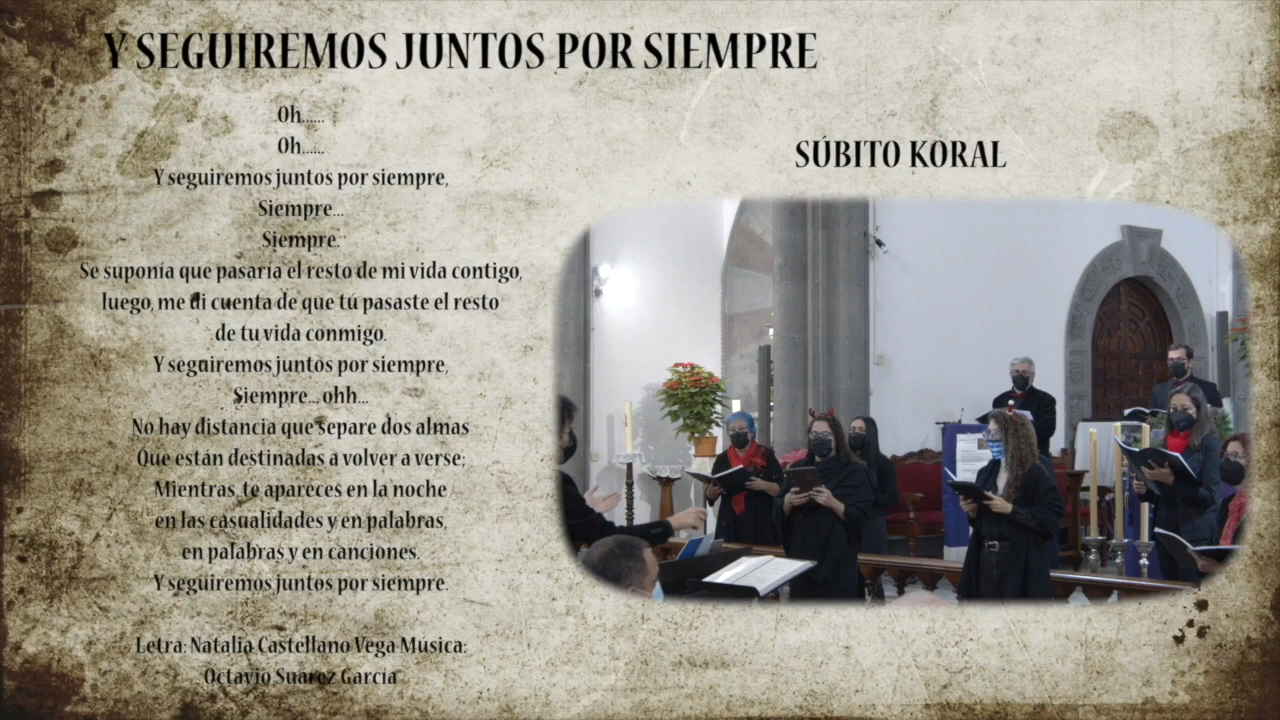 Y SEGUIREMOS JUNTOS POR SIEMPRE
Oh......
Oh......
Y seguiremos juntos por siempre,
Siempre...
Siempre.
Se suponía que pasaría el resto de mi vida contigo,
luego, me di cuenta de que tú pasaste el resto
de tu vida conmigo.
Y seguiremos juntos por siempre,
Siempre... ohh...
No hay distancia que separe dos almas
Que están destinadas a volver a verse;
Mientras, te apareces en la noche
en las casualidades y en palabras,
en palabras y en canciones.
Y seguiremos juntos por siempre.
Letra: Natalia Castellano Vega Música:
Octavio Suárez García
SÚBITO KORAL